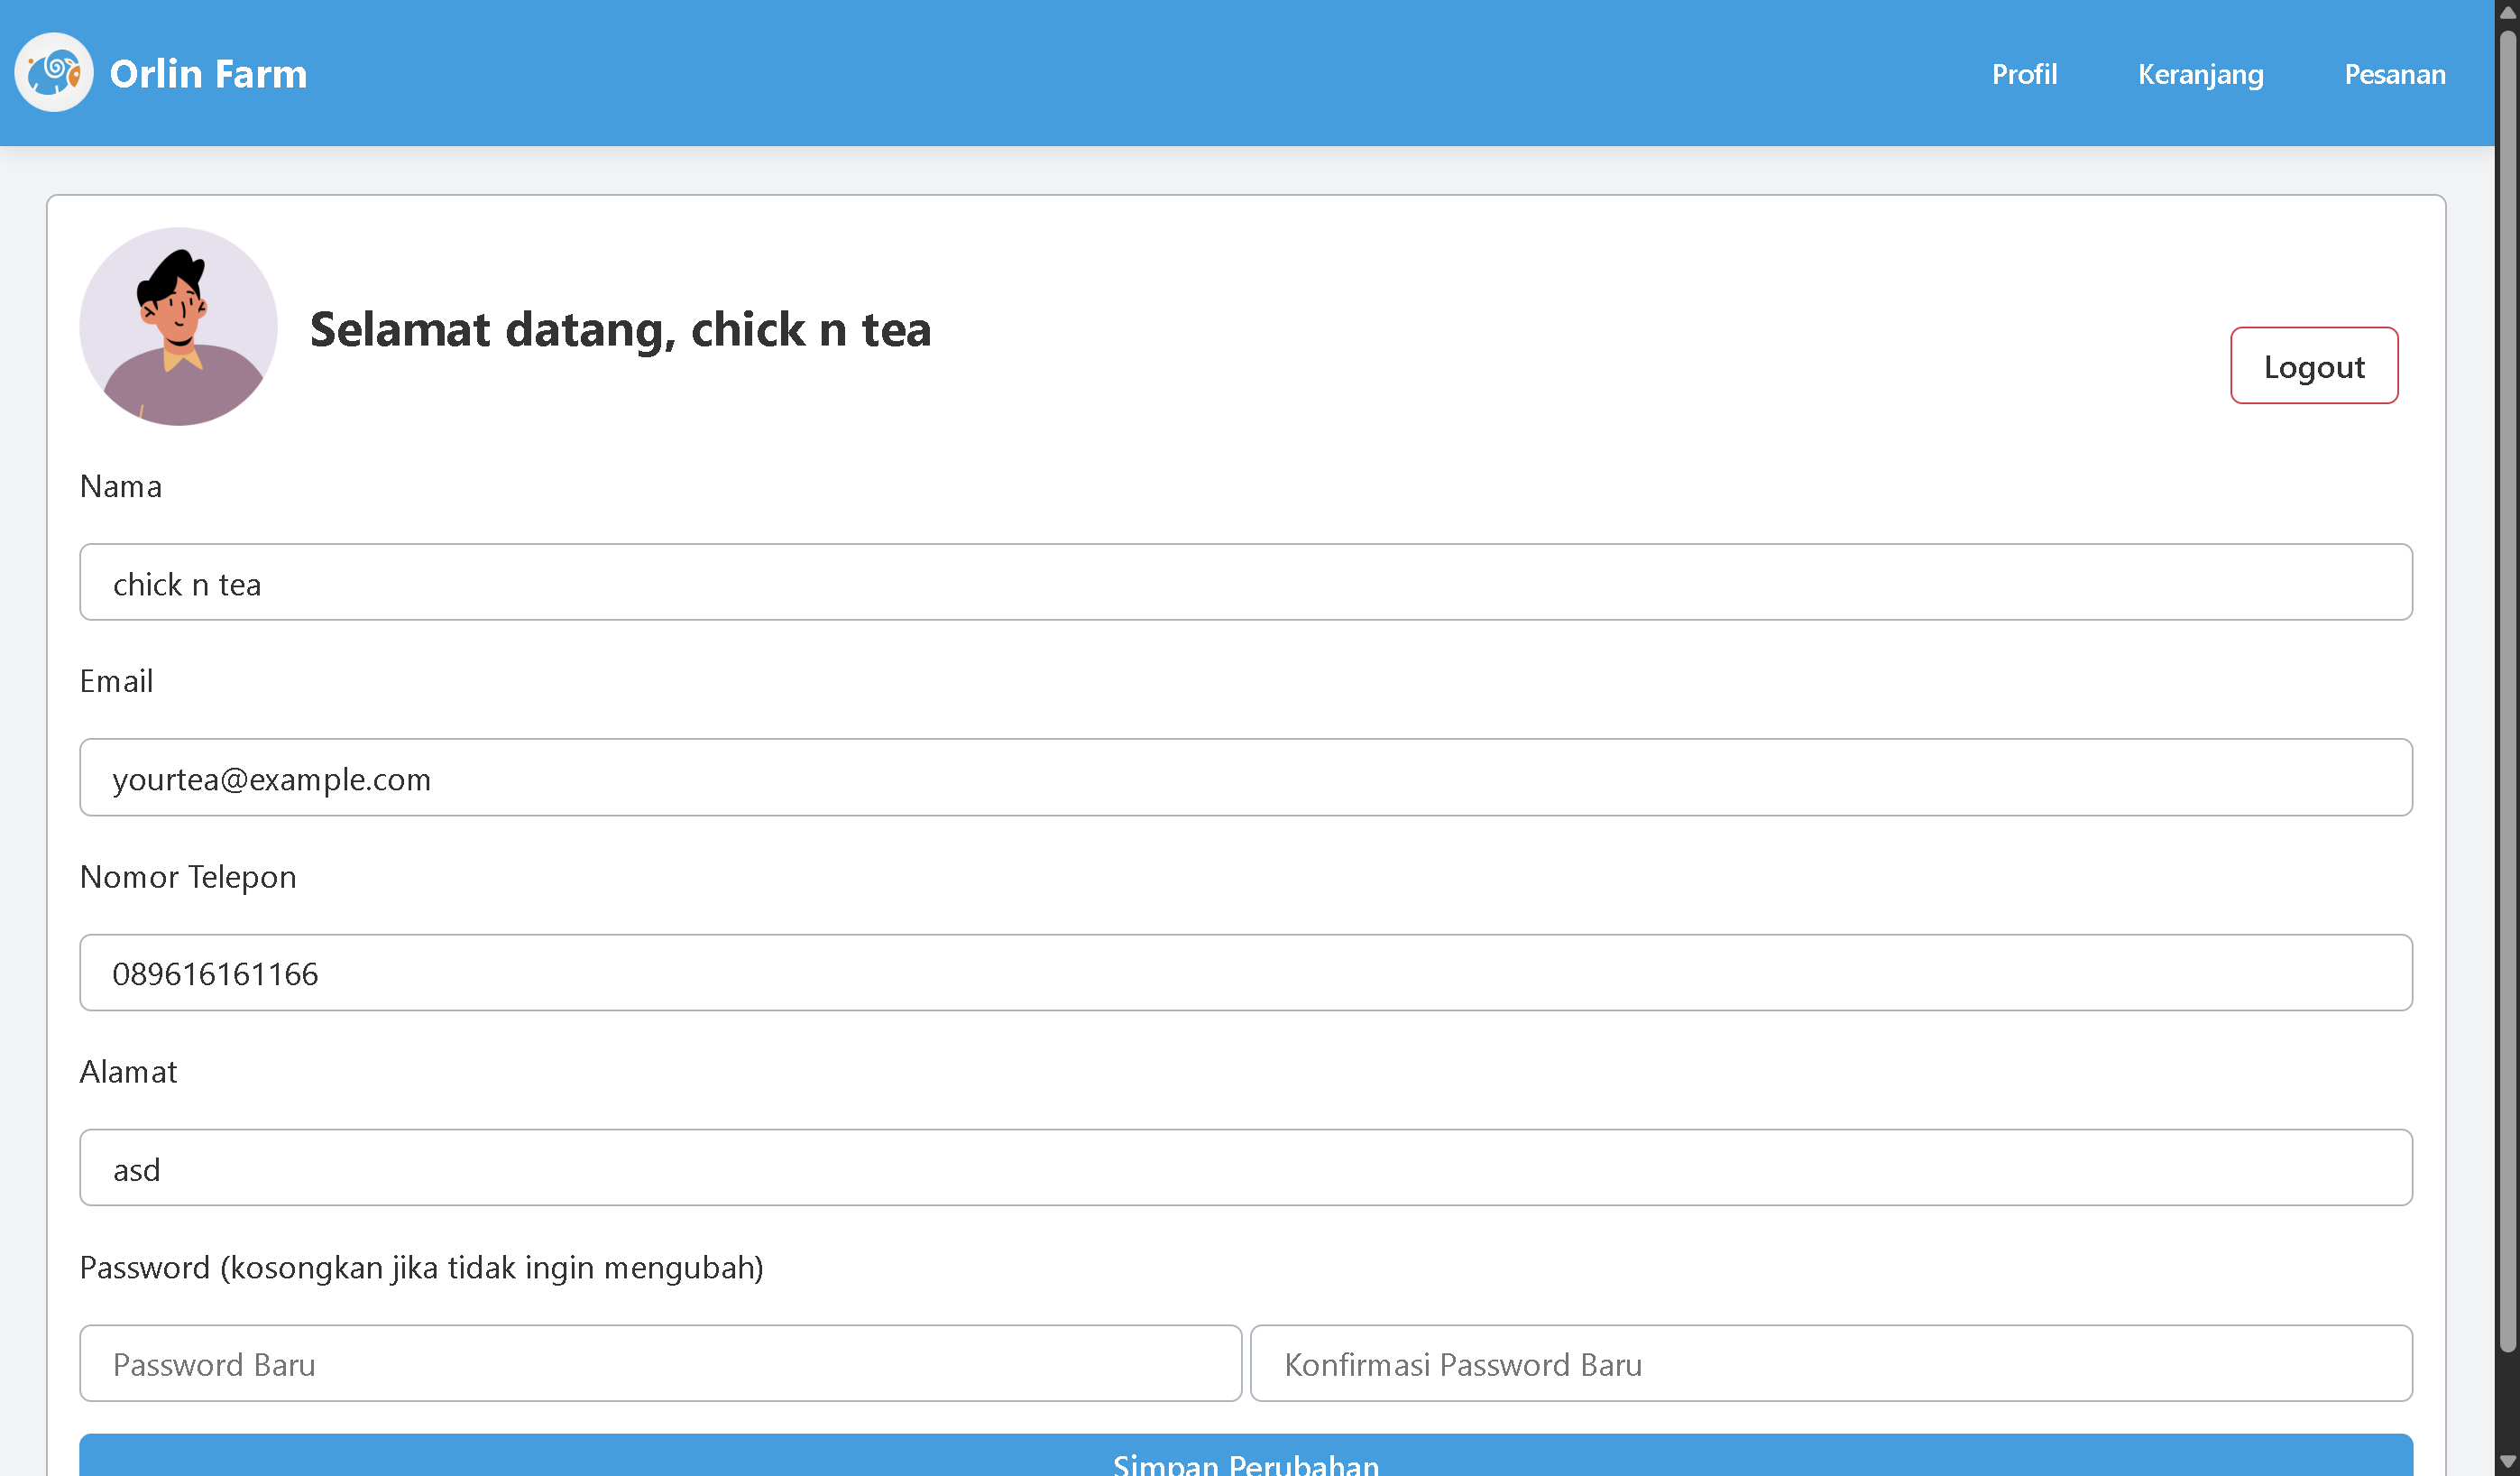 Orlin Farm
Profil
Keranjang
Pesanan
Selamat datang, chick n tea
Logout
Nama
chick n tea
Email
yourtea@example.com
Nomor Telepon
089616161166
Alamat
asd
Password (kosongkan jika tidak ingin mengubah)
Password Baru
Konfirmasi Password Baru
Simpan Perubahan